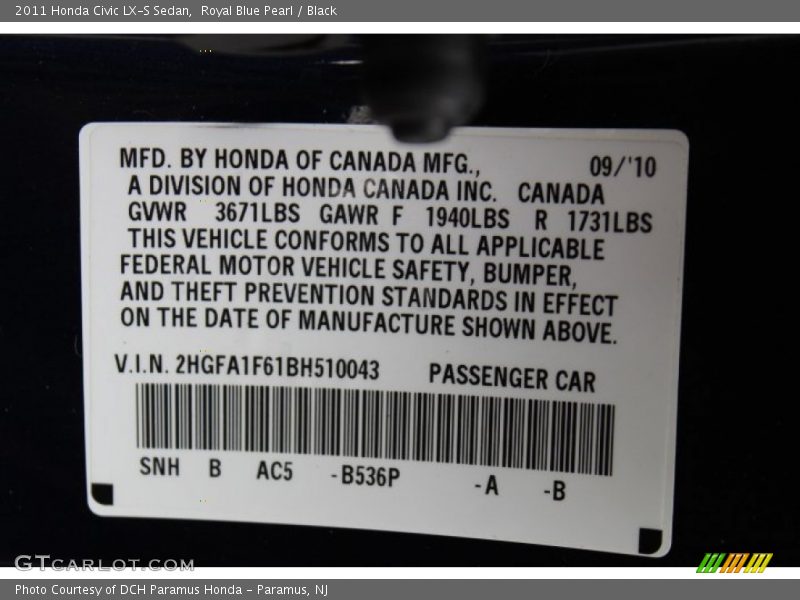 2011 Honda Civic LX-S Sedan,  Royal Blue Pearl / Black
MFD. BY HONDA OF CANADA MFG.,  09/'10
A DIVISION OF HONDA CANADA INC.  CANADA
GVWR  3671LBS  GAWR F  1940LBS  R  1731LBS
THIS VEHICLE CONFORMS TO ALL APPLICABLE
FEDERAL MOTOR VEHICLE SAFETY, BUMPER,
AND THEFT PREVENTION STANDARDS IN EFFECT
ON THE DATE OF MANUFACTURE SHOWN ABOVE.
V.I.N. 2HGFA1F61BH510043  PASSENGER CAR
SNH  B  AC5  -B536P  -A  -B
GTCARLOT.COM
Photo Courtesy of DCH Paramus Honda - Paramus, NJ